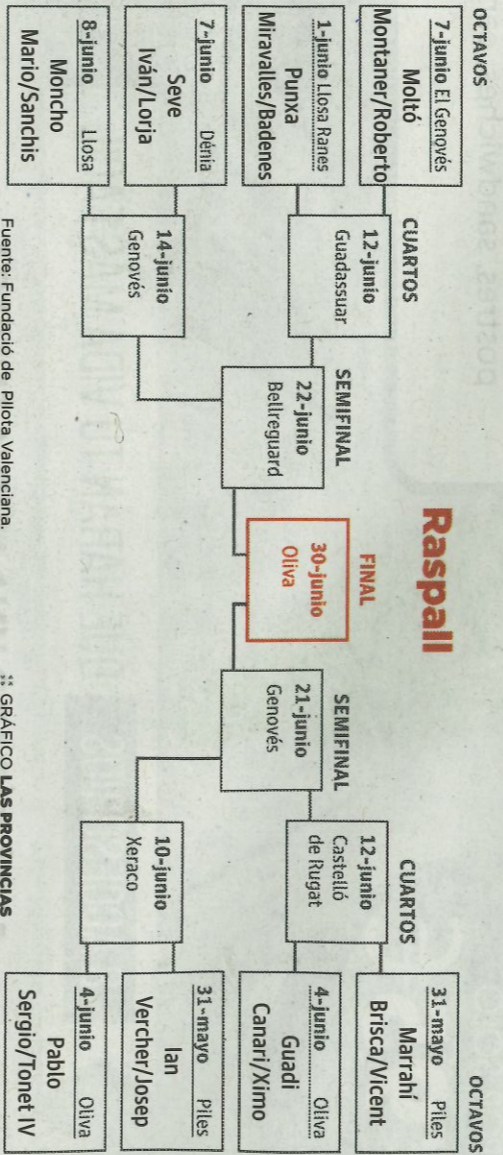 Raspall
OCTAVOS
7-junio El Genovés
Moltó
Montaner/Roberto
1-junio Llosa Ranes
Punxa
Miravalles/Badenes
7-junio Dénia
Seve
Iván/Lorja
8-junio Llosa
Moncho
Mario/Sanchis
CUARTOS
12-junio
Guadassuar
14-junio
Genovés
SEMIFINAL
22-junio
Bellreguard
FINAL
30-junio
Oliva
SEMIFINAL
21-junio
Genovés
CUARTOS
12-junio
Castelló
de Rugat
10-junio
Xeraco
OCTAVOS
31-mayo Piles
Marrahí
Brisca/Vicent
4-junio Oliva
Guadi
Canari/Ximo
31-mayo Piles
Ian
Vercher/Josep
4-junio Oliva
Pablo
Sergio/Tonet IV
Fuente: Fundació de Pilota Valenciana.
:: GRÁFICO LAS PROVINCIAS